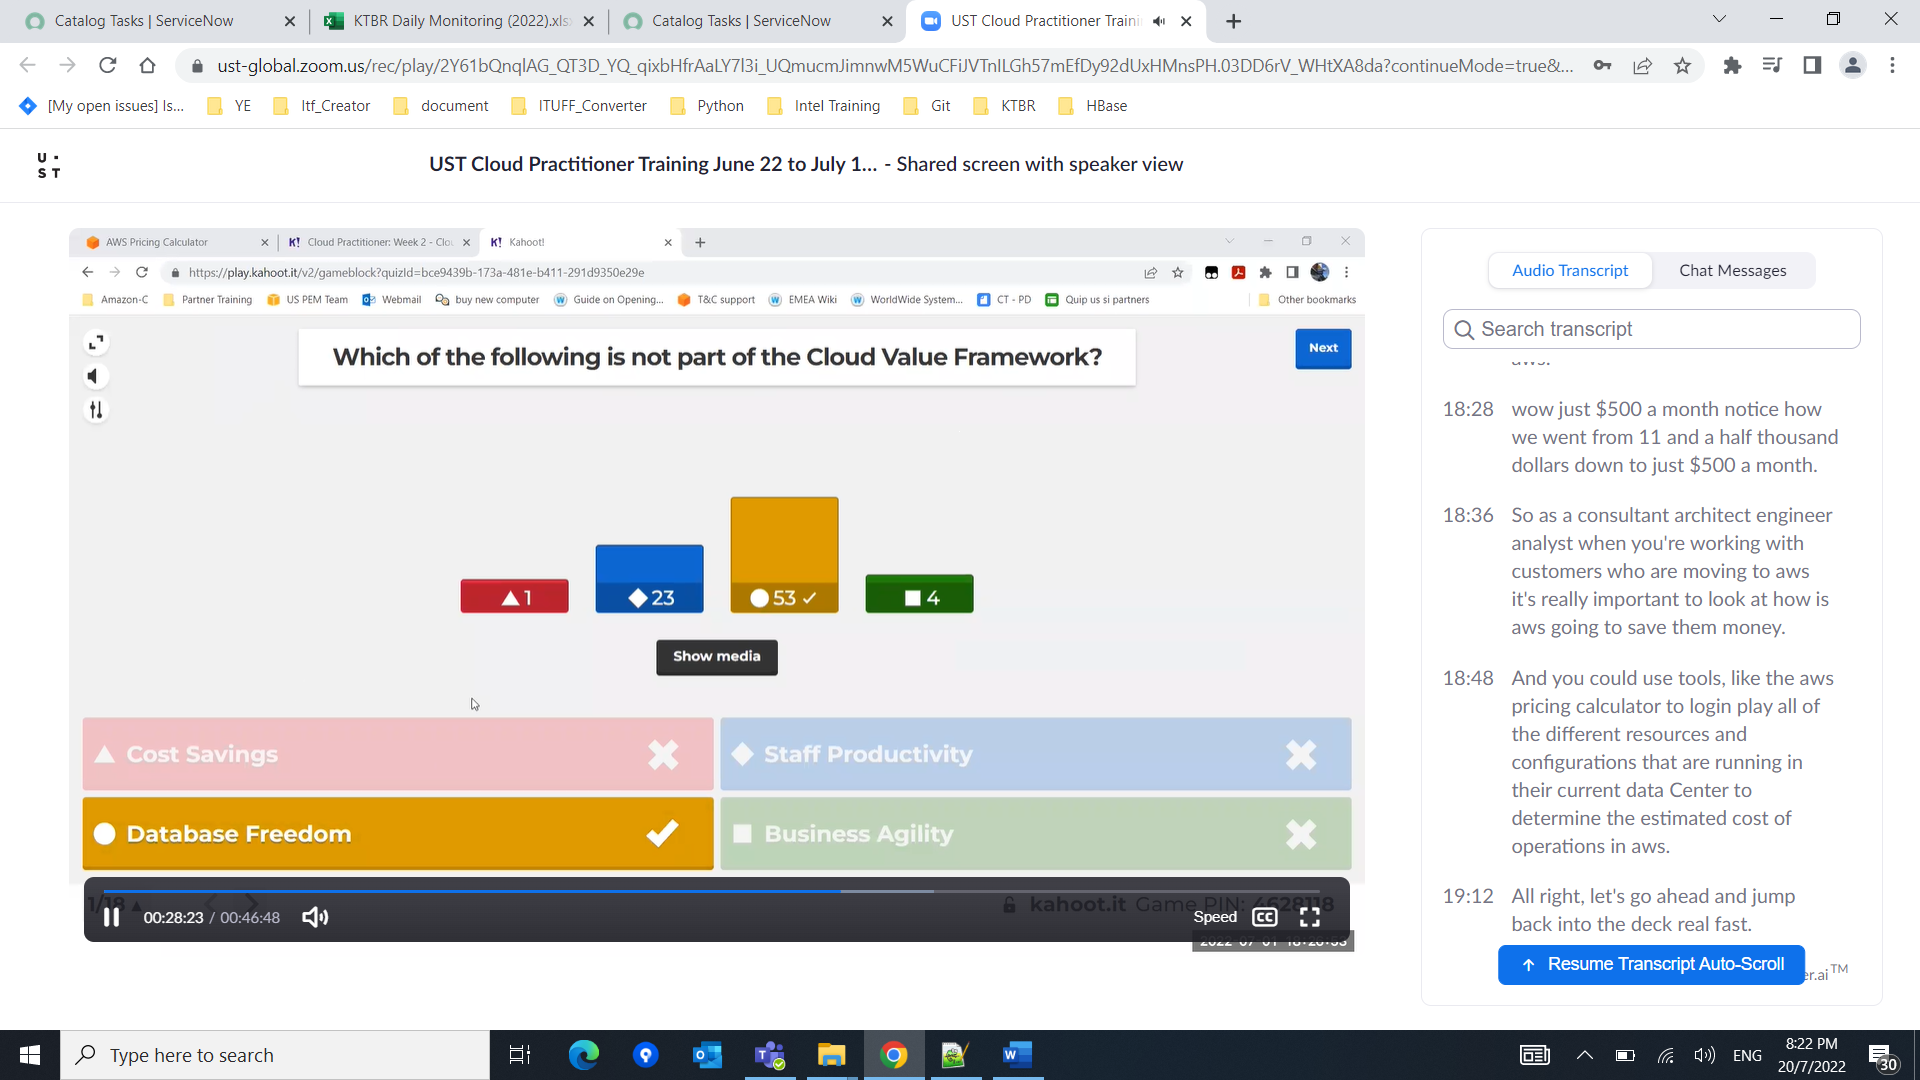 Catalog Tasks | ServiceNow
KTBR Daily Monitoring (2022).xls
Catalog Tasks | ServiceNow
UST Cloud Practitioner Traini
ust-global.zoom.us/rec/play/2Y61bQnqlAG_QT3D_YQ_qixbHfrAaLY7l3i_UQmucmJimnwM5WuCFiJVTnILGh57mEfDy92dUxHMnsPH.03DD6rV_WHtXA8da?continueMode=true&...
[My open issues] Is...
YE
Itf_Creator
document
ITUFF_Converter
Python
Intel Training
Git
KTBR
HBase
U
ST
UST Cloud Practitioner Training June 22 to July 1... - Shared screen with speaker view
AWS Pricing Calculator
K! Cloud Practitioner: Week 2 - Clo
K! Kahoot!
https://play.kahoot.it/v2/gameblock?quizId=bce9439b-173a-481e-b411-291d9350e29e
Amazon-C
Partner Training
US PEM Team
Webmail
buy new computer
Guide on Opening...
T&C support
EMEA Wiki
WorldWide System...
CT - PD
Quip us si partners
Other bookmarks
Which of the following is not part of the Cloud Value Framework?
Next
1
23
53
4
Show media
Cost Savings
Staff Productivity
Database Freedom
Business Agility
1/18
kahoot.it Game PIN: 4628118
00:28:23 / 00:46:48
Speed
CC
Audio Transcript
Chat Messages
Search transcript
aws.
18:28 wow just $500 a month notice how
we went from 11 and a half thousand
dollars down to just $500 a month.
18:36 So as a consultant architect engineer
analyst when you're working with
customers who are moving to aws
it's really important to look at how is
aws going to save them money.
18:48 And you could use tools, like the aws
pricing calculator to login play all of
the different resources and
configurations that are running in
their current data Center to
determine the estimated cost of
operations in aws.
19:12 All right, let's go ahead and jump
back into the deck real fast.
Resume Transcript Auto-Scroll
er.ai™
Type here to search
ENG
8:22 PM
20/7/2022
30